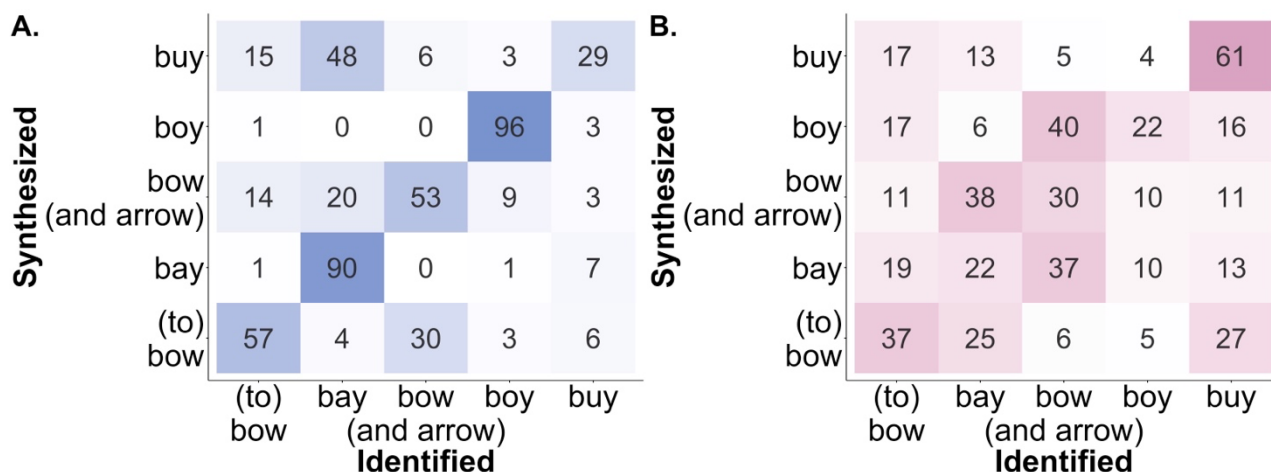 A.
Synthesized
buy 15 48 6 3 29
boy 1 0 0 96 3
bow
(and arrow) 14 20 53 9 3
bay 1 90 0 1 7
(to)
bow 57 4 30 3 6
(to) bay bow boy buy
bow (and arrow)
Identified
B.
Synthesized
buy 17 13 5 4 61
boy 17 6 40 22 16
bow
(and arrow) 11 38 30 10 11
bay 19 22 37 10 13
(to)
bow 37 25 6 5 27
(to) bay bow boy buy
bow (and arrow)
Identified